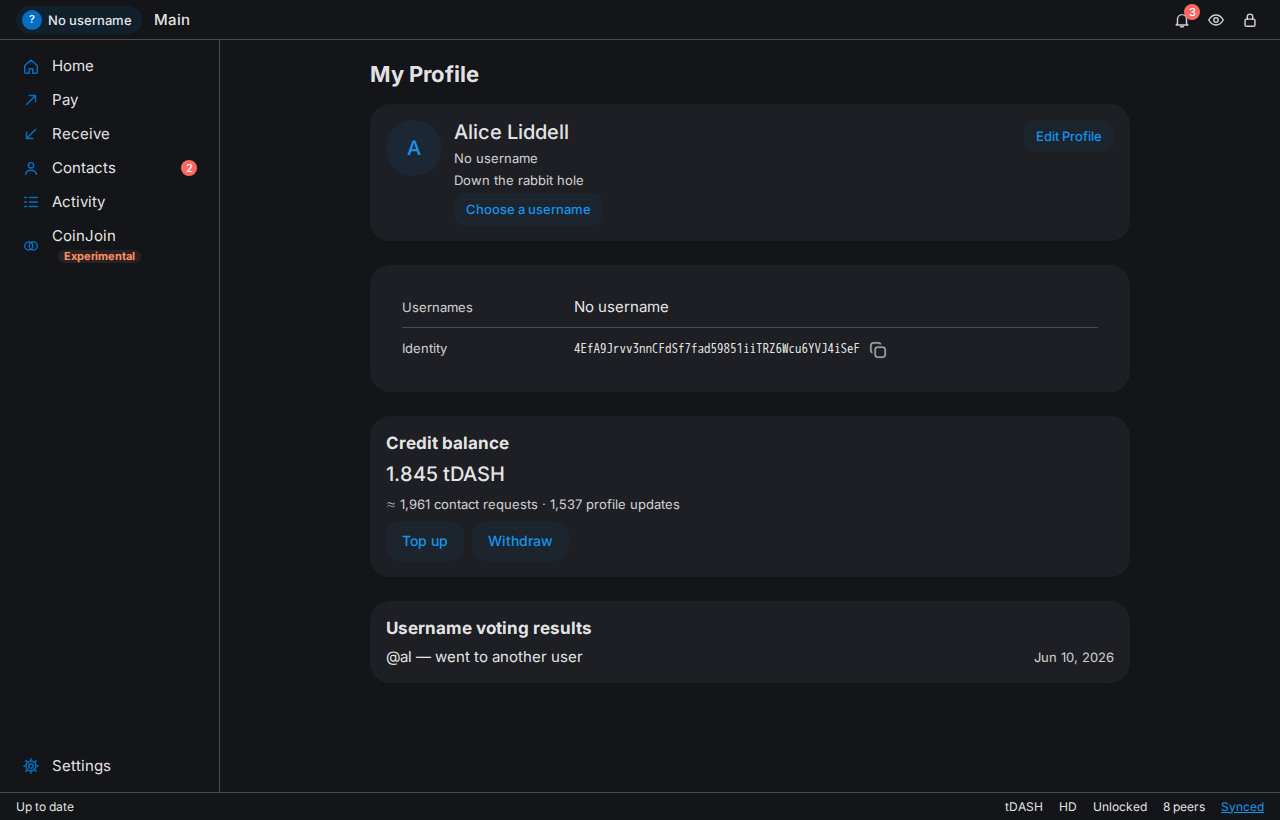 ? No username Main 3
Home
Pay
Receive
Contacts 2
Activity
CoinJoin
Experimental
Settings
My Profile
A
Alice Liddell
No username
Down the rabbit hole
Choose a username
Edit Profile
Usernames No username
Identity 4EfA9Jrvv3nnCFdSf7fad59851iiTRZ6Wcu6YVJ4iSeF
Credit balance
1.845 tDASH
≈ 1,961 contact requests · 1,537 profile updates
Top up Withdraw
Username voting results
@al — went to another user Jun 10, 2026
Up to date tDASH HD Unlocked 8 peers Synced